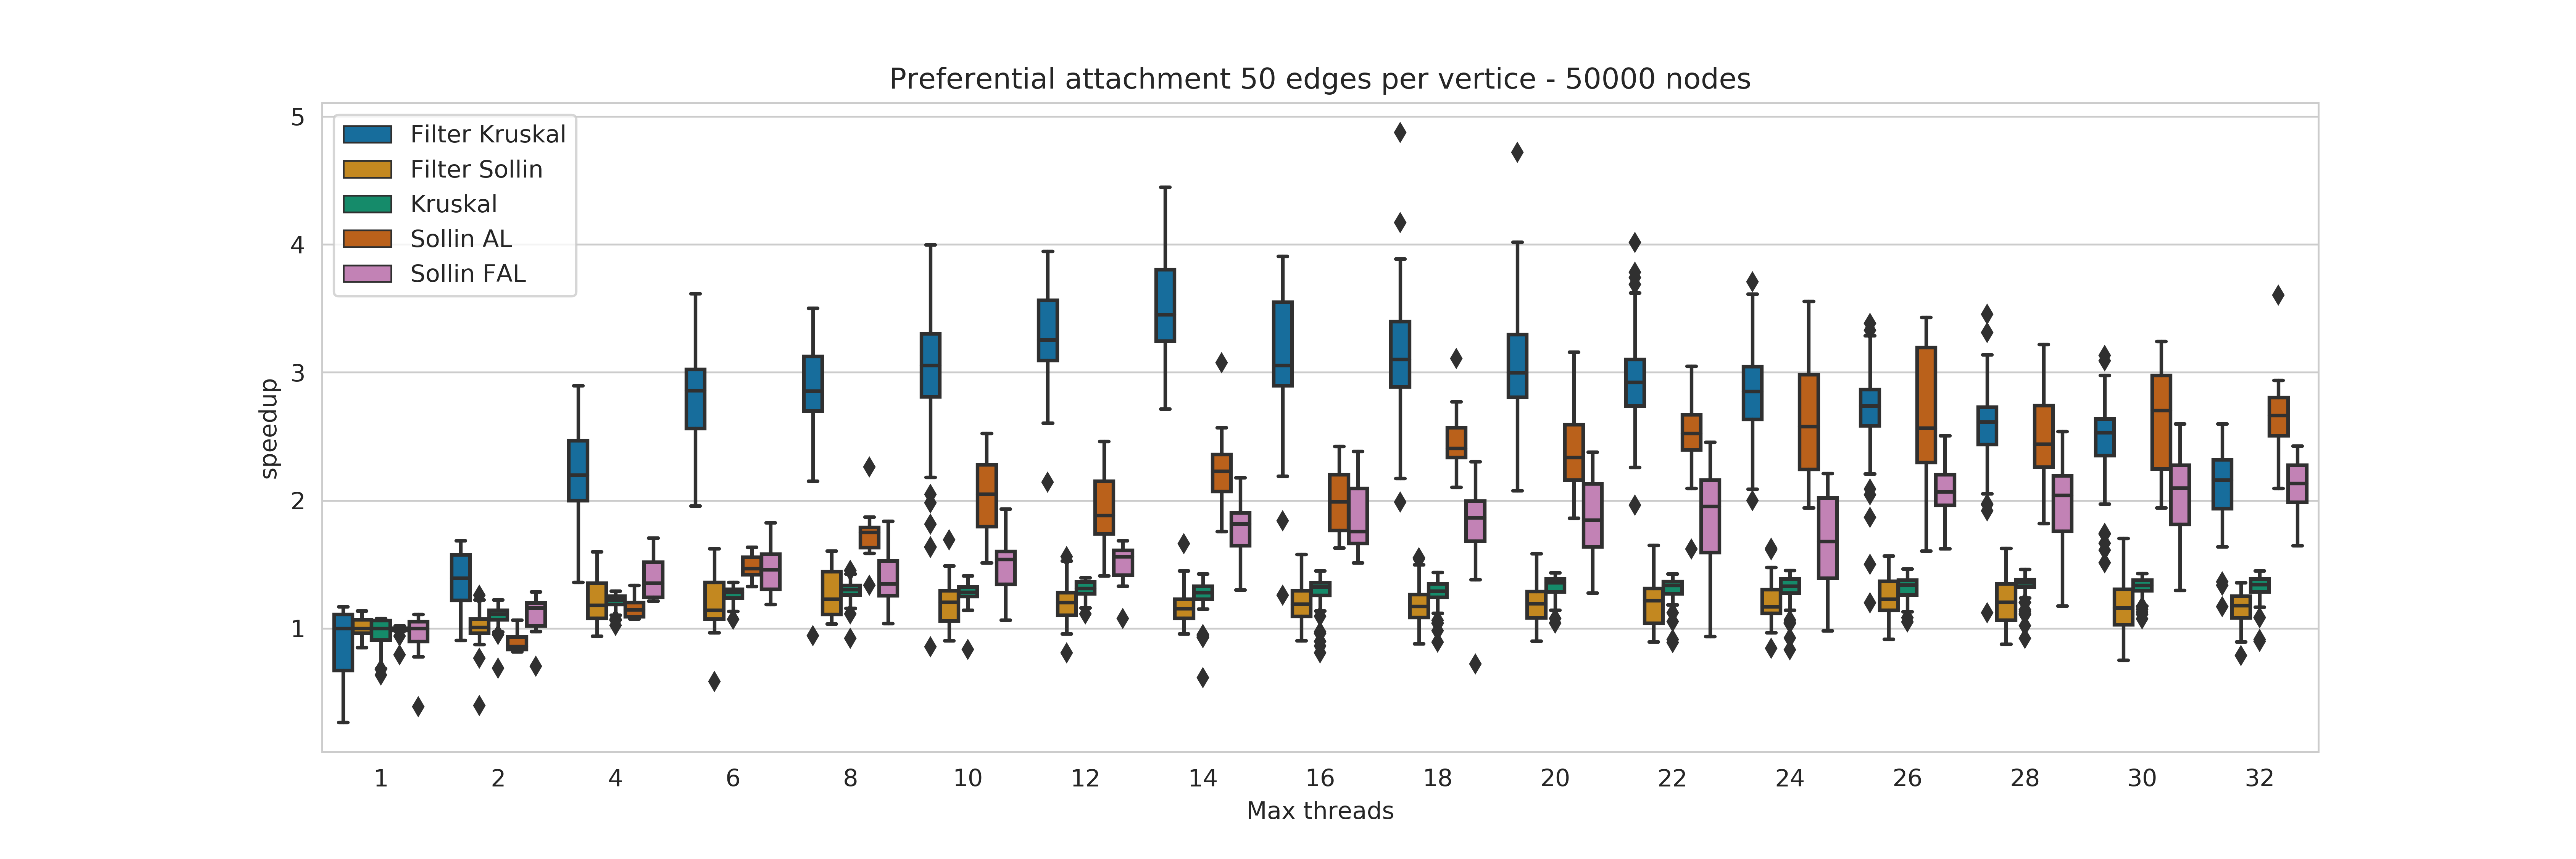 Preferential attachment 50 edges per vertice - 50000 nodes
5
4
3
2
1
speedup
Filter Kruskal
Filter Sollin
Kruskal
Sollin AL
Sollin FAL
1 2 4 6 8 10 12 14 16 18 20 22 24 26 28 30 32
Max threads